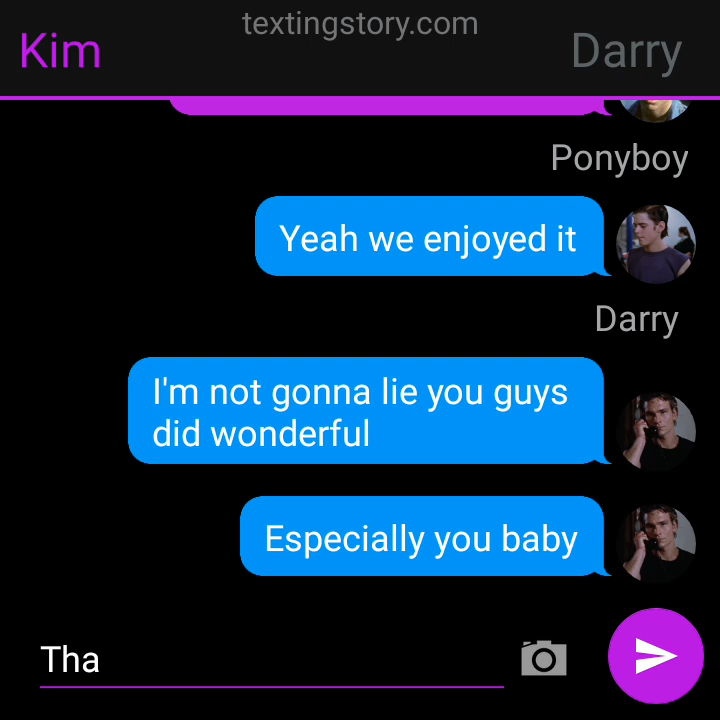 textingstory.com
Kim
Darry
Ponyboy
Yeah we enjoyed it
Darry
I'm not gonna lie you guys
did wonderful
Especially you baby
Tha